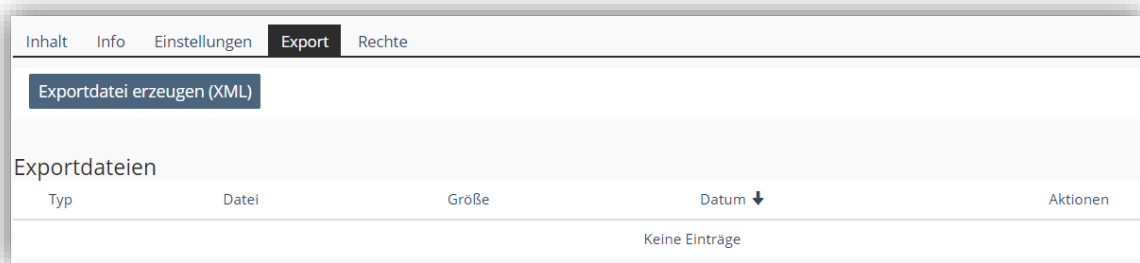 Inhalt Info Einstellungen Export Rechte
Exportdatei erzeugen (XML)
Exportdateien
Typ Datei Größe Datum Aktionen
Keine Einträge